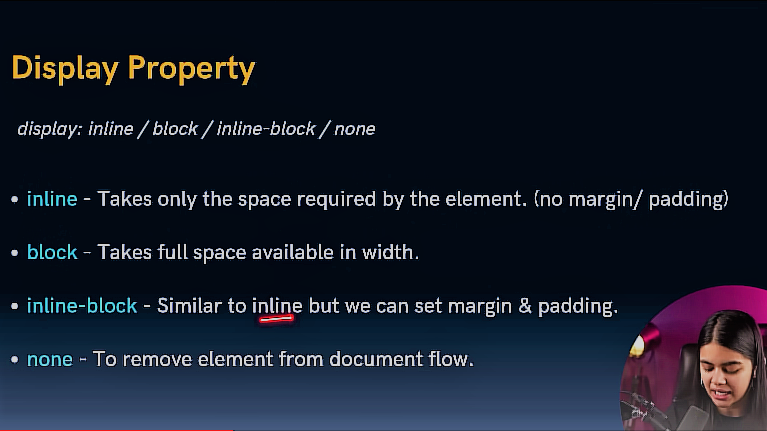 Display Property
display: inline / block / inline-block / none
• inline - Takes only the space required by the element. (no margin/ padding)
• block - Takes full space available in width.
• inline-block - Similar to inline but we can set margin & padding.
• none - To remove element from document flow.